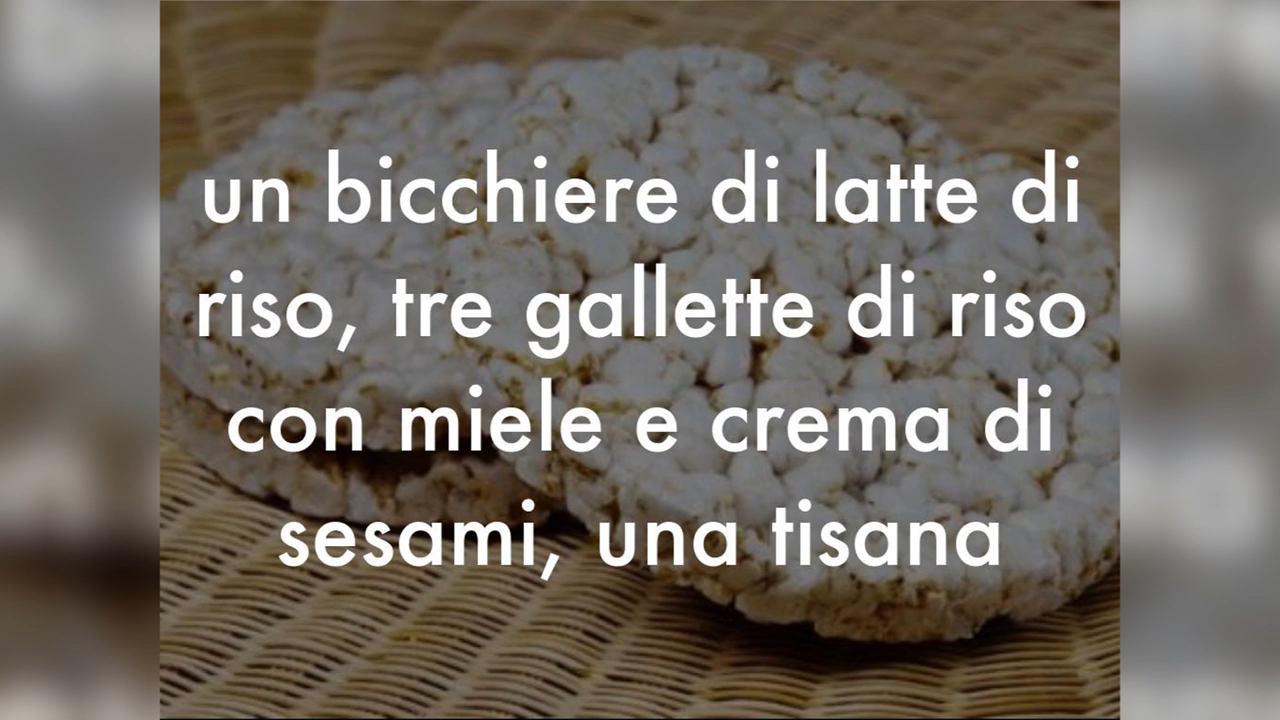 un bicchiere di latte di
riso, tre gallette di riso
con miele e crema di
sesami, una tisana